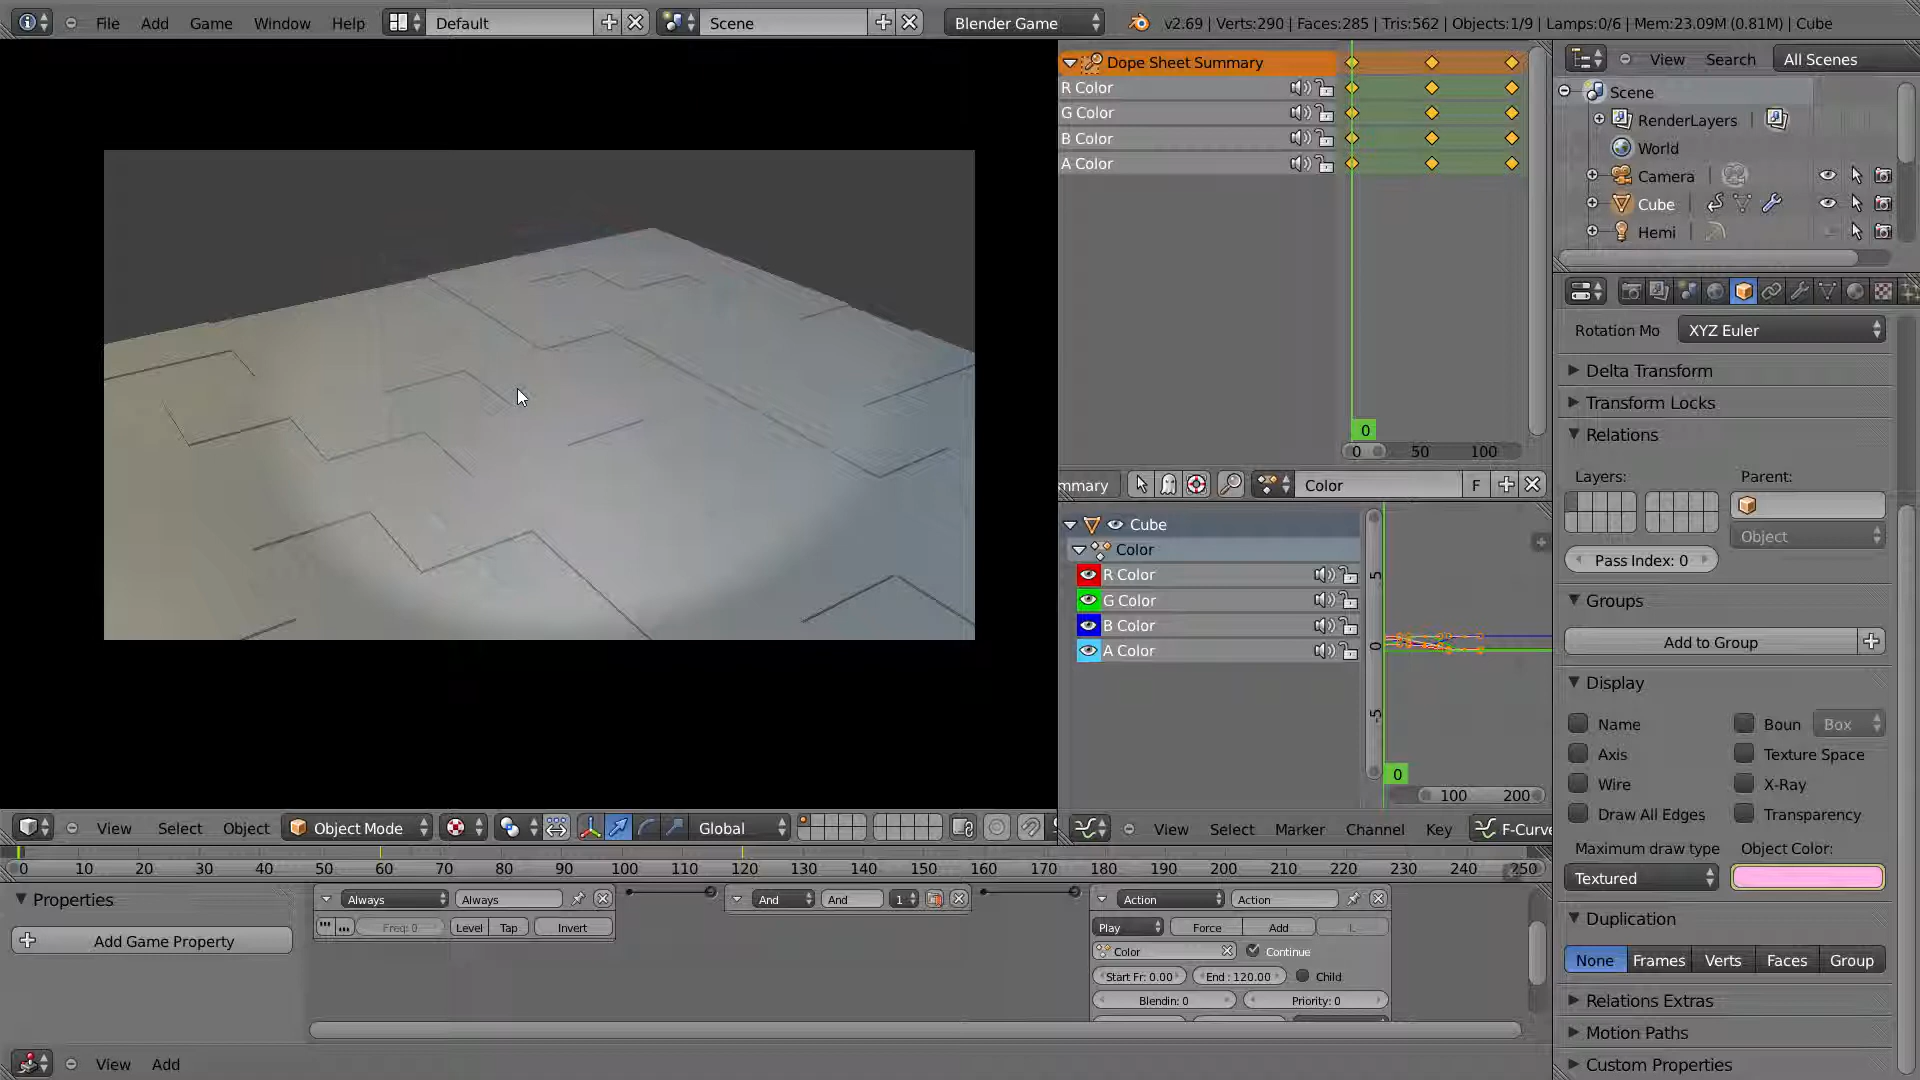 File Add Game Window Help Default Scene Blender Game v2.69 | Verts:290 | Faces:285 | Tris:562 | Objects:1/9 | Lamps:0/6 | Mem:23.09M (0.81M) | Cube
Dope Sheet Summary
R Color
G Color
B Color
A Color
0
0 50 100
mmary Color F
Cube
Color
R Color
G Color
B Color
A Color
5
0
-5
0
100 200
View Select Marker Channel Key F-Curve
View Search All Scenes
Scene
RenderLayers |
World
Camera |
Cube |
Hemi |
Rotation Mo XYZ Euler
Delta Transform
Transform Locks
Relations
Layers: Parent:
Object
Pass Index: 0
Groups
Add to Group
Display
Name Boun Box
Axis Texture Space
Wire X-Ray
Draw All Edges Transparency
Maximum draw type Object Color:
Textured
Duplication
None Frames Verts Faces Group
Relations Extras
Motion Paths
Custom Properties
View Select Object Object Mode Global
0 10 20 30 40 50 60 70 80 90 100 110 120 130 140 150 160 170 180 190 200 210 220 230 240 250
Properties
Add Game Property
Always Always
Freq: 0 Level Tap Invert
And And 1
Action Action
Play Force Add L
Color Continue
Start Fr: 0.00 End : 120.00 Child
Blendin: 0 Priority: 0
View Add